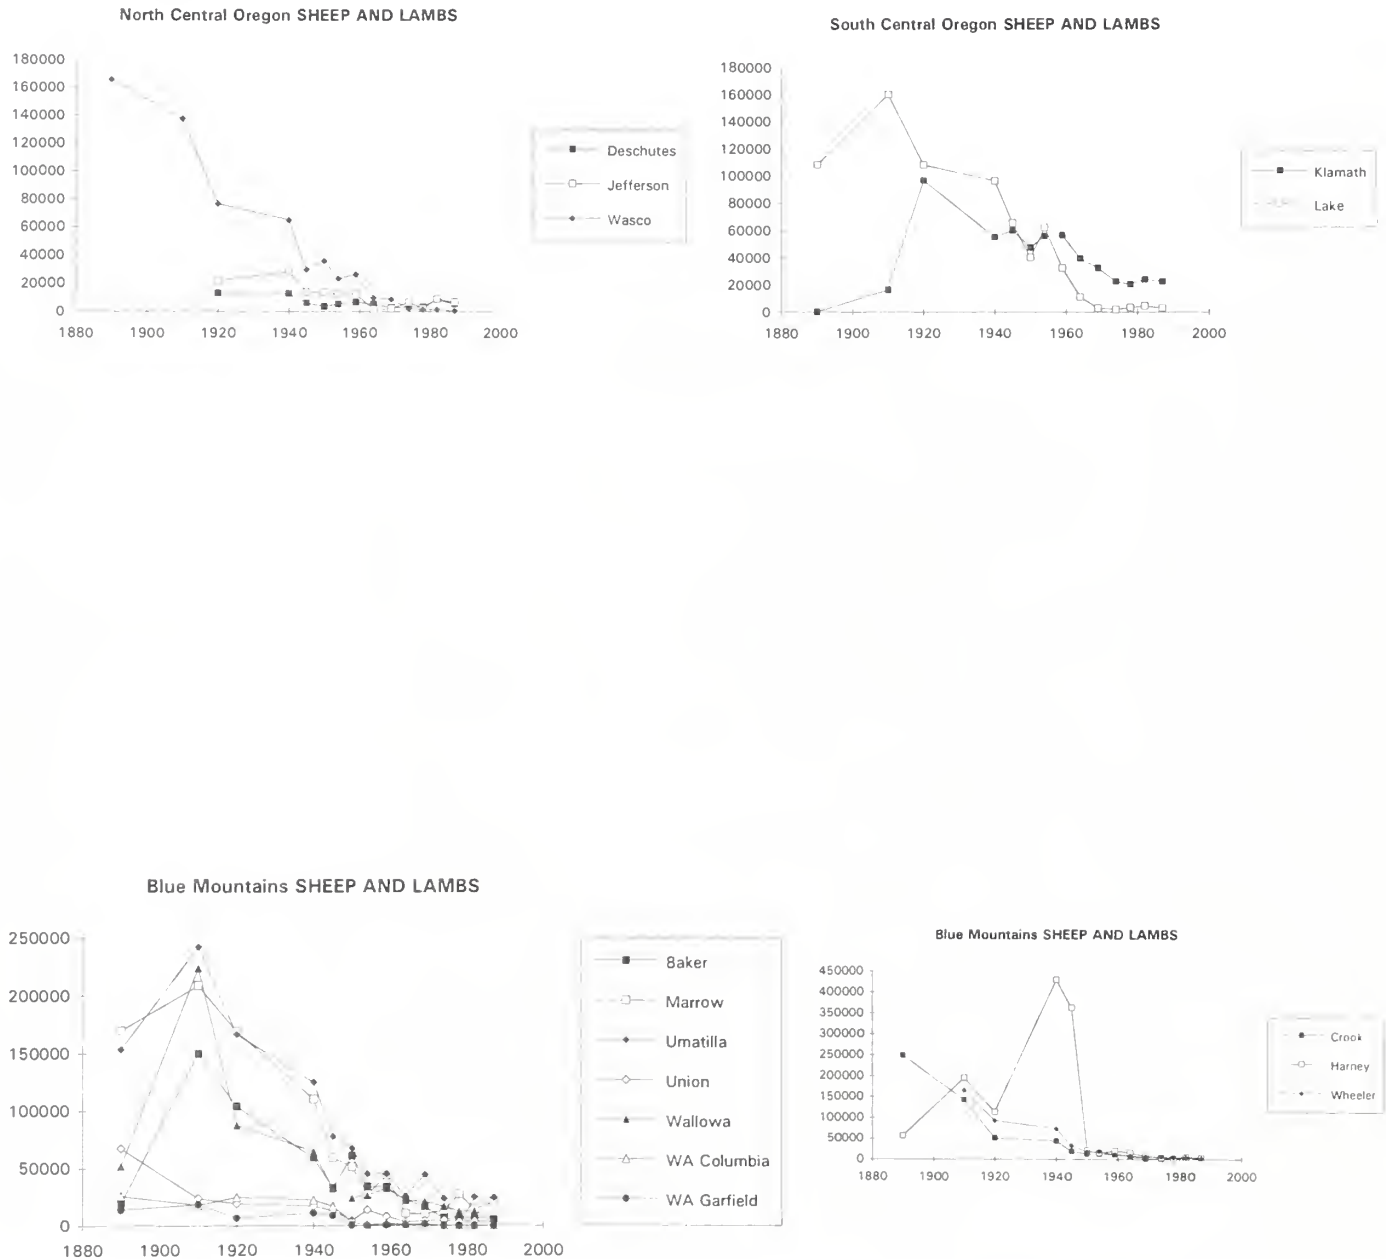 North Central Oregon SHEEP AND LAMBS
180000
160000
140000
120000
100000
80000
60000
40000
20000
0
1880 1900 1920 1940 1960 1980 2000
Deschutes
Jefferson
Wasco
South Central Oregon SHEEP AND LAMBS
180000
160000
140000
120000
100000
80000
60000
40000
20000
0
1880 1900 1920 1940 1960 1980 2000
Klamath
Lake
Blue Mountains SHEEP AND LAMBS
250000
200000
150000
100000
50000
0
1880 1900 1920 1940 1960 1980 2000
8aker
Marrow
Umatilla
Union
Wallowa
WA Columbia
WA Garfield
Blue Mountains SHEEP AND LAMBS
450000
400000
350000
300000
250000
200000
150000
100000
50000
0
1880 1900 1920 1940 1960 1980 2000
Crook
Harney
Wheeler